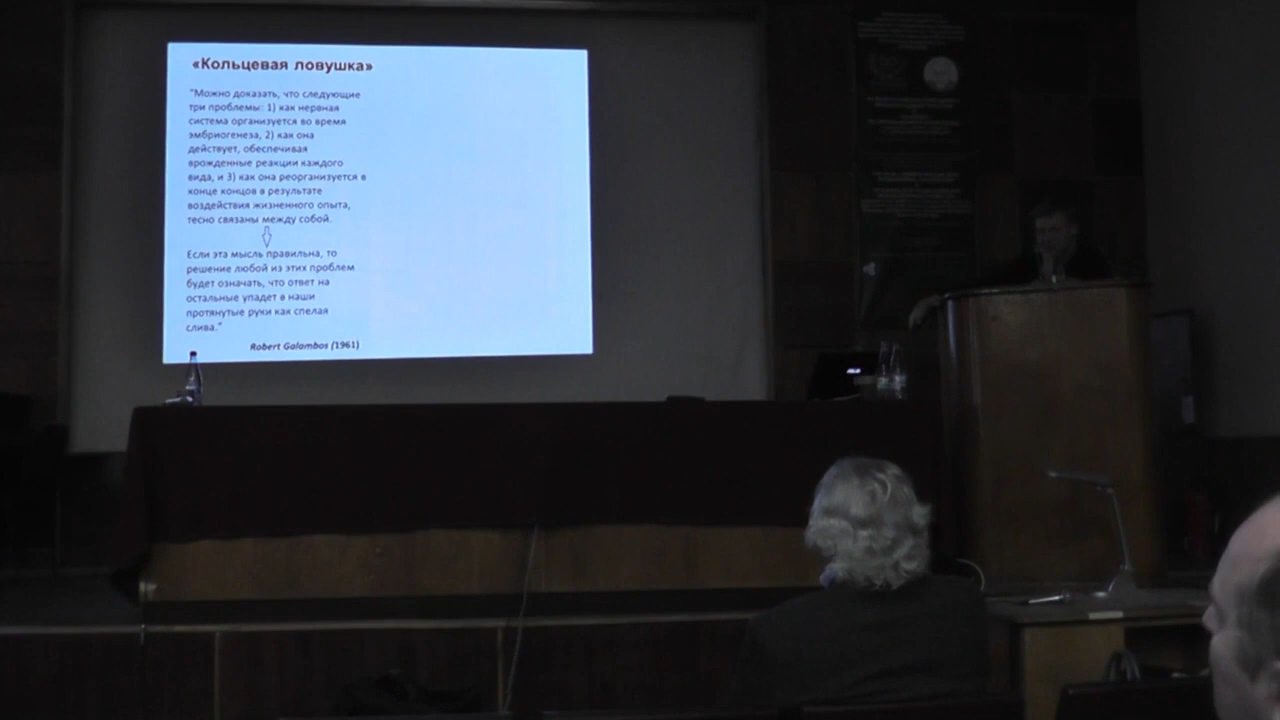 «Кольцевая ловушка»
"Можно доказать, что следующие
три проблемы: 1) как нервная
система организуется во время
эмбриогенеза, 2) как она
действует, обеспечивая
врожденные реакции каждого
вида, и 3) как она реорганизуется в
конце концов в результате
воздействия жизненного опыта,
тесно связаны между собой.
Если эта мысль правильна, то
решение любой из этих проблем
будет означать, что ответ на
остальные упадет в наши
протянутые руки как спелая
слива."
Robert Galambos (1961)